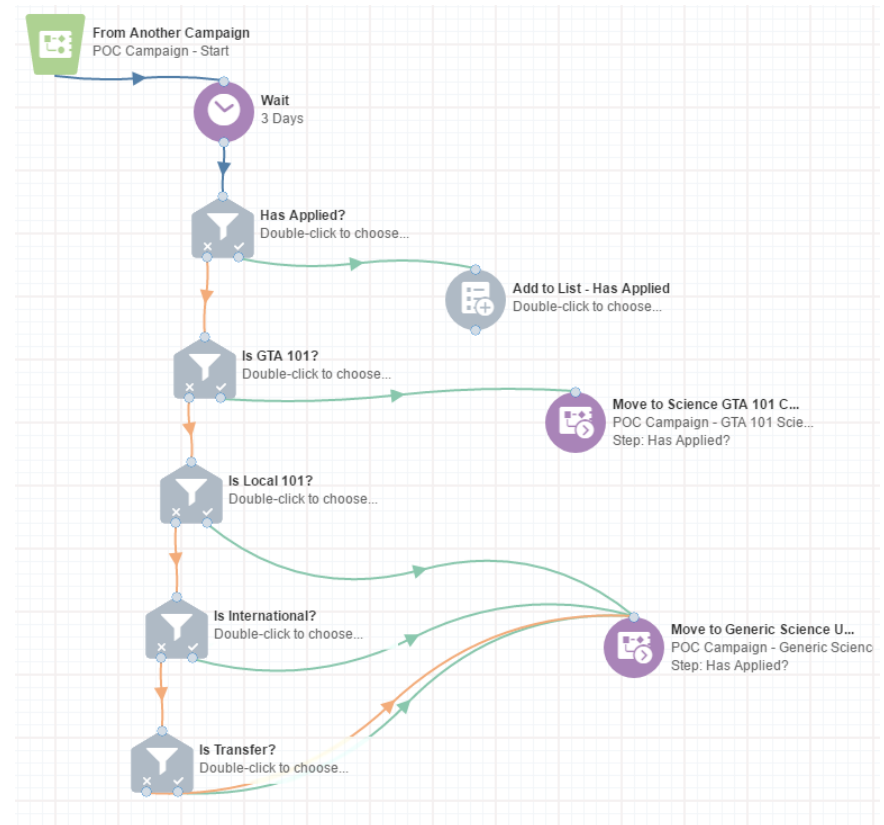 From Another Campaign
POC Campaign - Start
Wait
3 Days
Has Applied?
Double-click to choose...
Add to List - Has Applied
Double-click to choose...
Is GTA 101?
Double-click to choose...
Move to Science GTA 101 C...
POC Campaign - GTA 101 Scie...
Step: Has Applied?
Is Local 101?
Double-click to choose...
Is International?
Double-click to choose...
Move to Generic Science U...
POC Campaign - Generic Science
Step: Has Applied?
Is Transfer?
Double-click to choose...